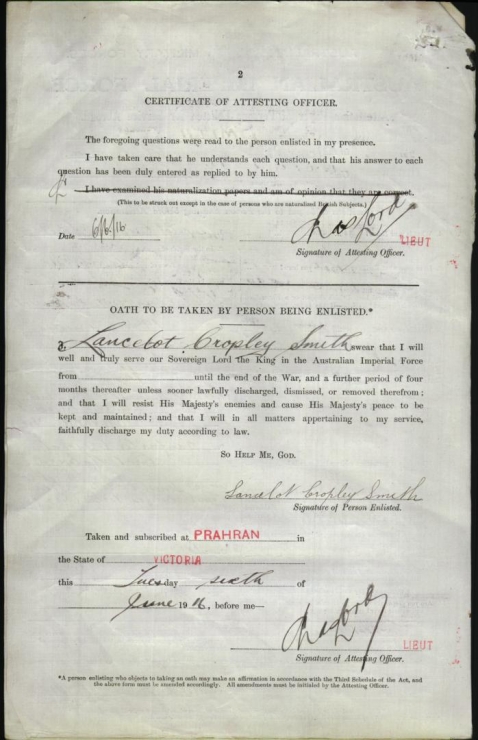 2
CERTIFICATE OF ATTESTING OFFICER.
The foregoing questions were read to the person enlisted in my presence.
I have taken care that he understands each question, and that his answer to each
question has been duly entered as replied to by him.
I have examined his naturalization papers and am of opinion that they are correct.
(This to be struck out except in the case of persons who are naturalized British Subjects.)
Date 6/6/16 Chas Lord LIEUT
Signature of Attesting Officer.
OATH TO BE TAKEN BY PERSON BEING ENLISTED.*
I, Lancelot Cropley Smith swear that I will
well and truly serve our Sovereign Lord the King in the Australian Imperial Force
from until the end of the War, and a further period of four
months thereafter unless sooner lawfully discharged, dismissed, or removed therefrom;
and that I will resist His Majesty's enemies and cause His Majesty's peace to be
kept and maintained; and that I will in all matters appertaining to my service,
faithfully discharge my duty according to law.
SO HELP ME, GOD.
Lancelot Cropley Smith
Signature of Person Enlisted.
Taken and subscribed at PRAHRAN in
the State of VICTORIA
this Tuesday sixth of
June 1916, before me—
Chas Lord LIEUT
Signature of Attesting Officer.
*A person enlisting who objects to taking an oath may make an affirmation in accordance with the Third Schedule of the Act, and
the above form must be amended accordingly. All amendments must be initialed by the Attesting Officer.